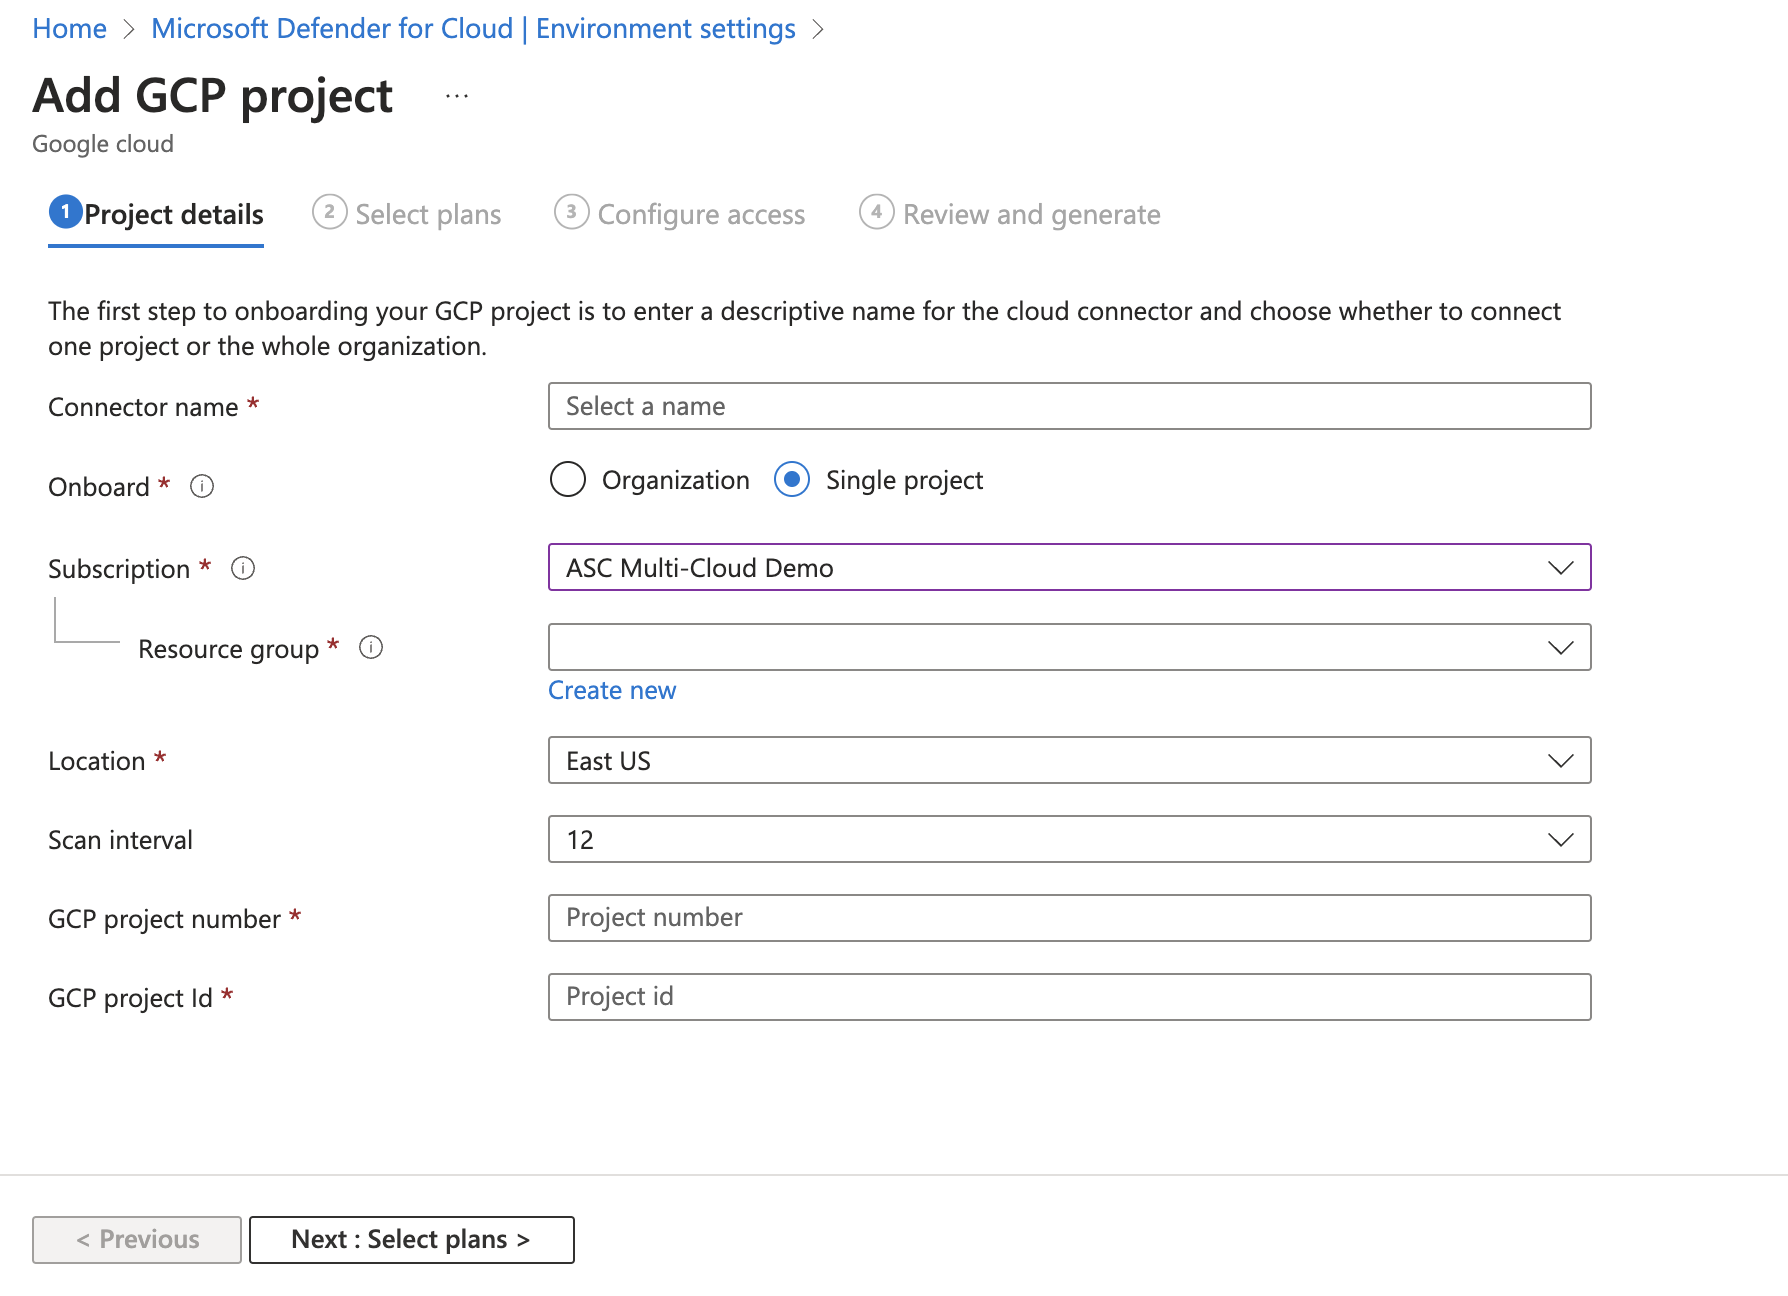 Home > Microsoft Defender for Cloud | Environment settings >
Add GCP project ...
Google cloud
1 Project details 2 Select plans 3 Configure access 4 Review and generate
The first step to onboarding your GCP project is to enter a descriptive name for the cloud connector and choose whether to connect
one project or the whole organization.
Connector name * Select a name
Onboard * Organization Single project
Subscription * ASC Multi-Cloud Demo
Resource group *
Create new
Location * East US
Scan interval 12
GCP project number * Project number
GCP project Id * Project id
< Previous Next : Select plans >